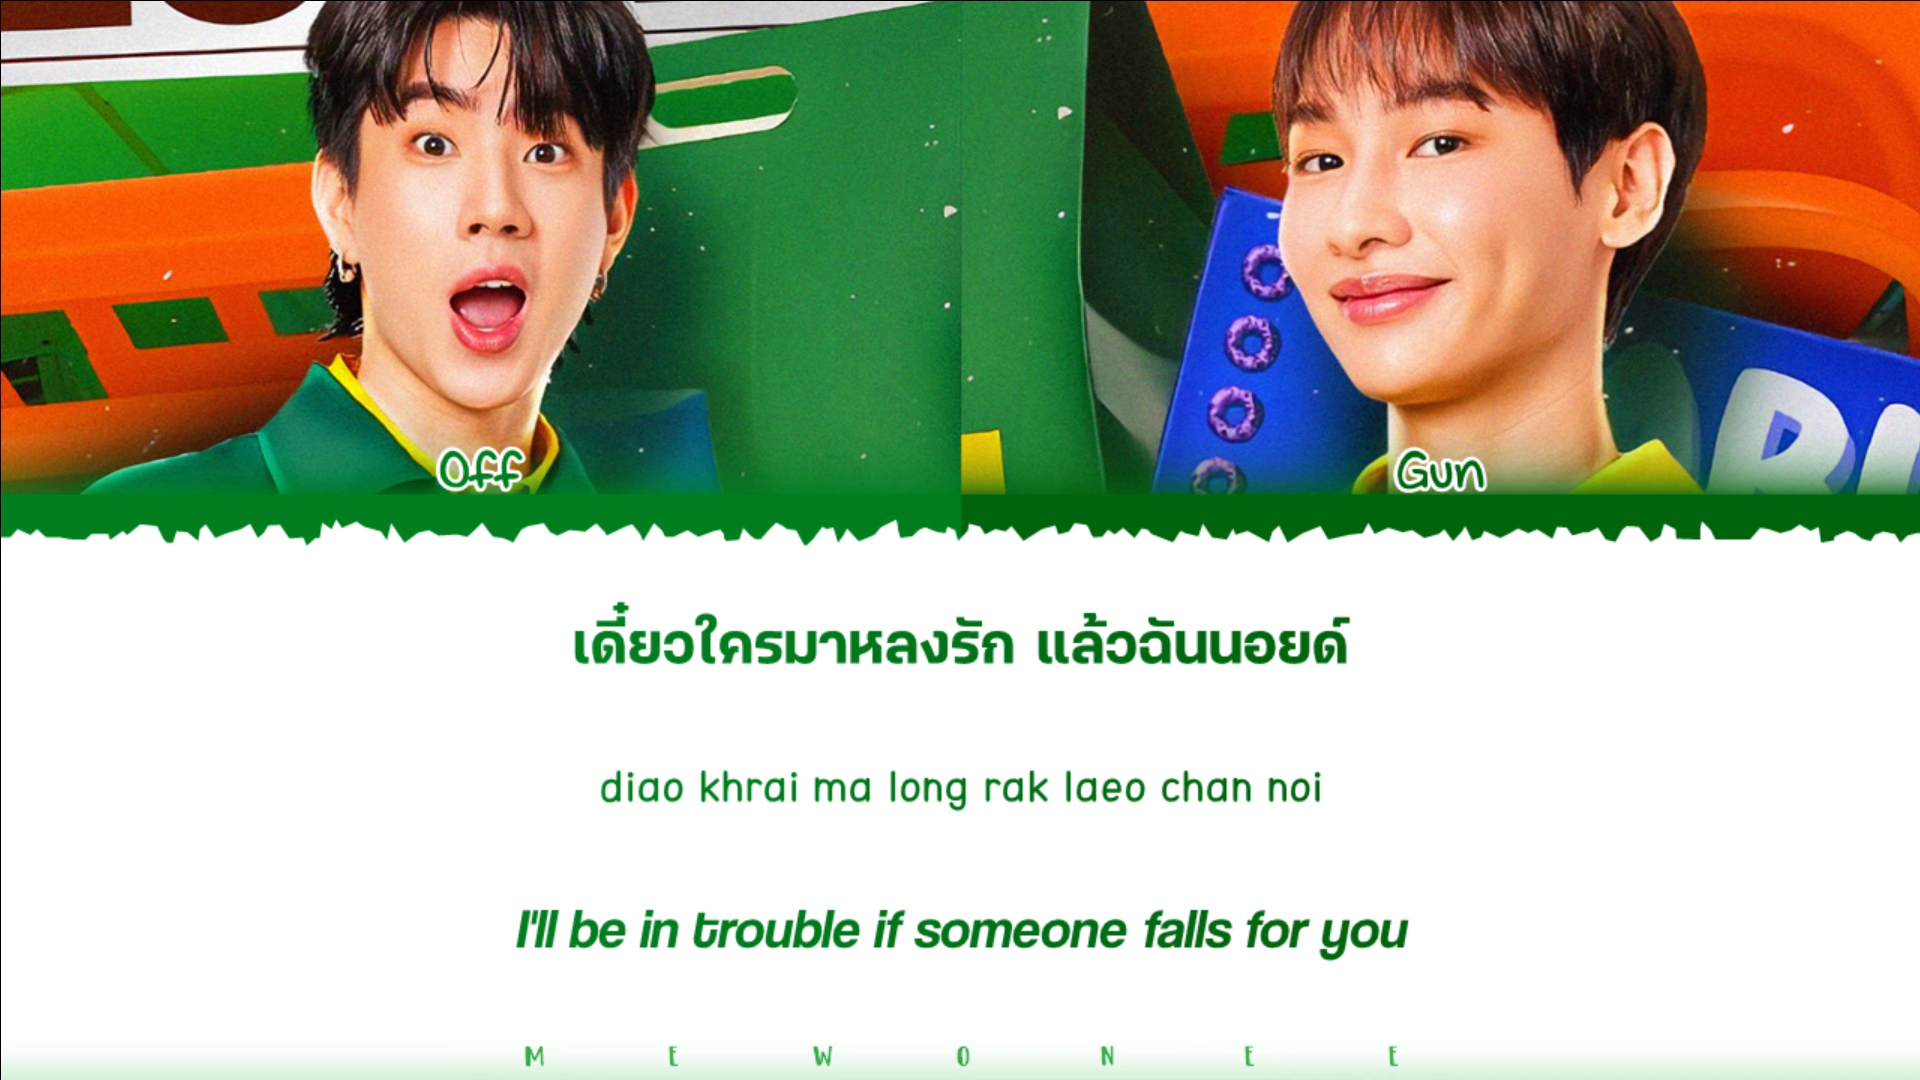 Off
Gun
เดี๋ยวใครมาหลงรัก แล้วฉันนอยด์
diao khrai ma long rak laeo chan noi
I'll be in trouble if someone falls for you
MEWONEE